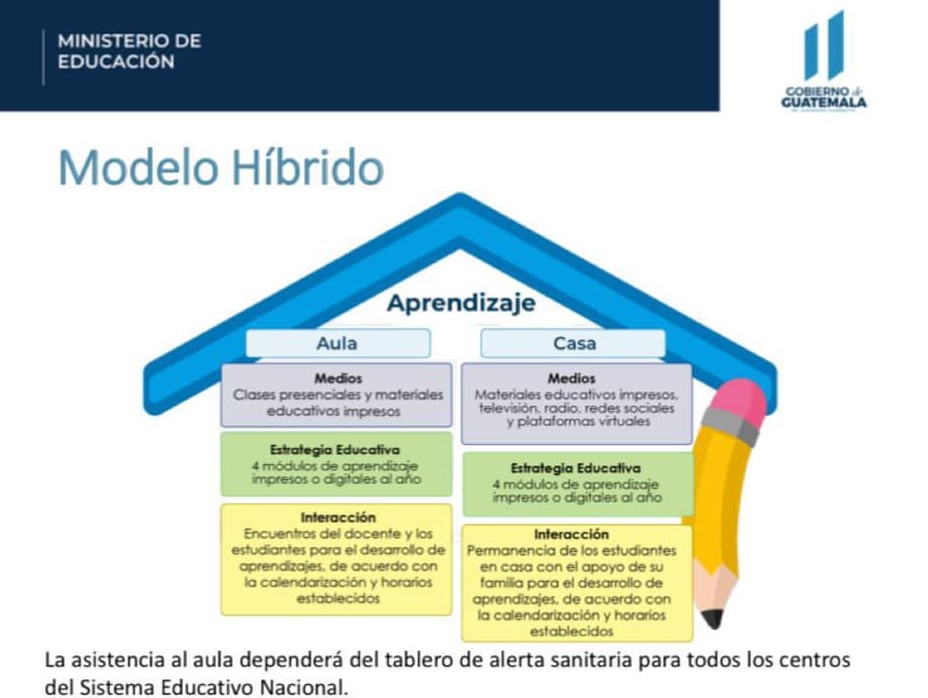 MINISTERIO DE
EDUCACIÓN
GOBIERNO de
GUATEMALA
Modelo Híbrido
Aprendizaje
Aula
Medios
Clases presenciales y materiales
educativos impresos
Estrategia Educativa
4 módulos de aprendizaje
impresos o digitales al año
Interacción
Encuentros del docente y los
estudiantes para el desarrollo de
aprendizajes, de acuerdo con
la calendarización y horarios
establecidos
Casa
Medios
Materiales educativos impresos,
televisión, radio, redes sociales
y plataformas virtuales
Estrategia Educativa
4 módulos de aprendizaje
impresos o digitales al año
Interacción
Permanencia de los estudiantes
en casa con el apoyo de su
familia para el desarrollo de
aprendizajes, de acuerdo con
la calendarización y horarios
establecidos
La asistencia al aula dependerá del tablero de alerta sanitaria para todos los centros
del Sistema Educativo Nacional.